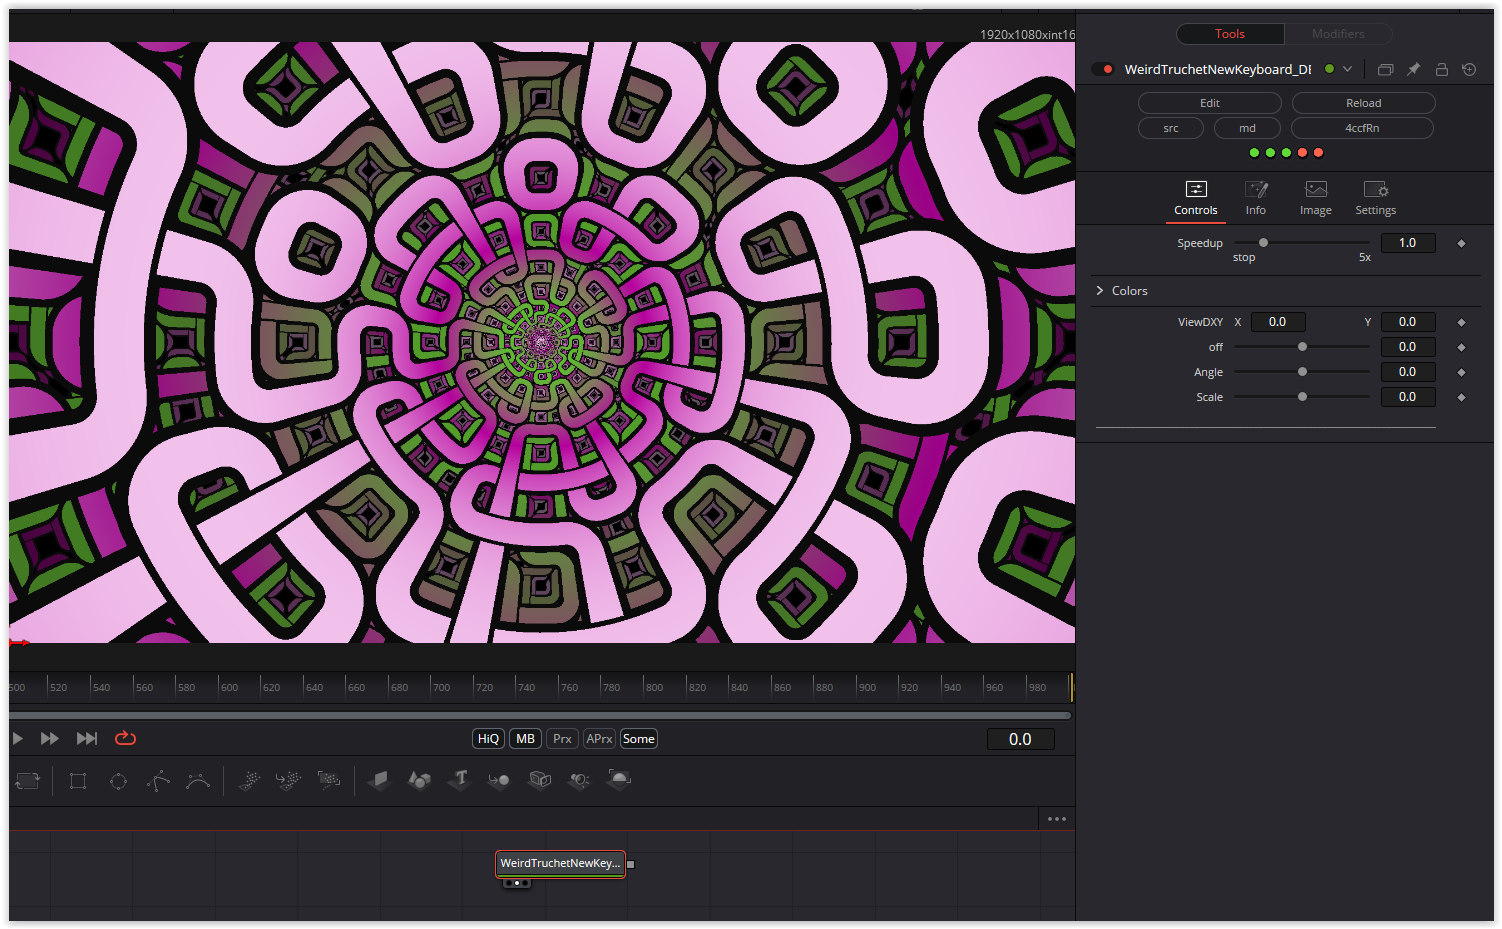 1920x1080xint16
Tools
Modifiers
WeirdTruchetNewKeyboard_DE
Edit
Reload
src
md
4ccfRn
Controls
Info
Image
Settings
Speedup
1.0
stop
5x
Colors
ViewDXY X 0.0 Y 0.0
off 0.0
Angle 0.0
Scale 0.0
500 520 540 560 580 600 620 640 660 680 700 720 740 760 780 800 820 840 860 880 900 920 940 960 980
HiQ MB Prx APrx Some 0.0
WeirdTruchetNewKey...